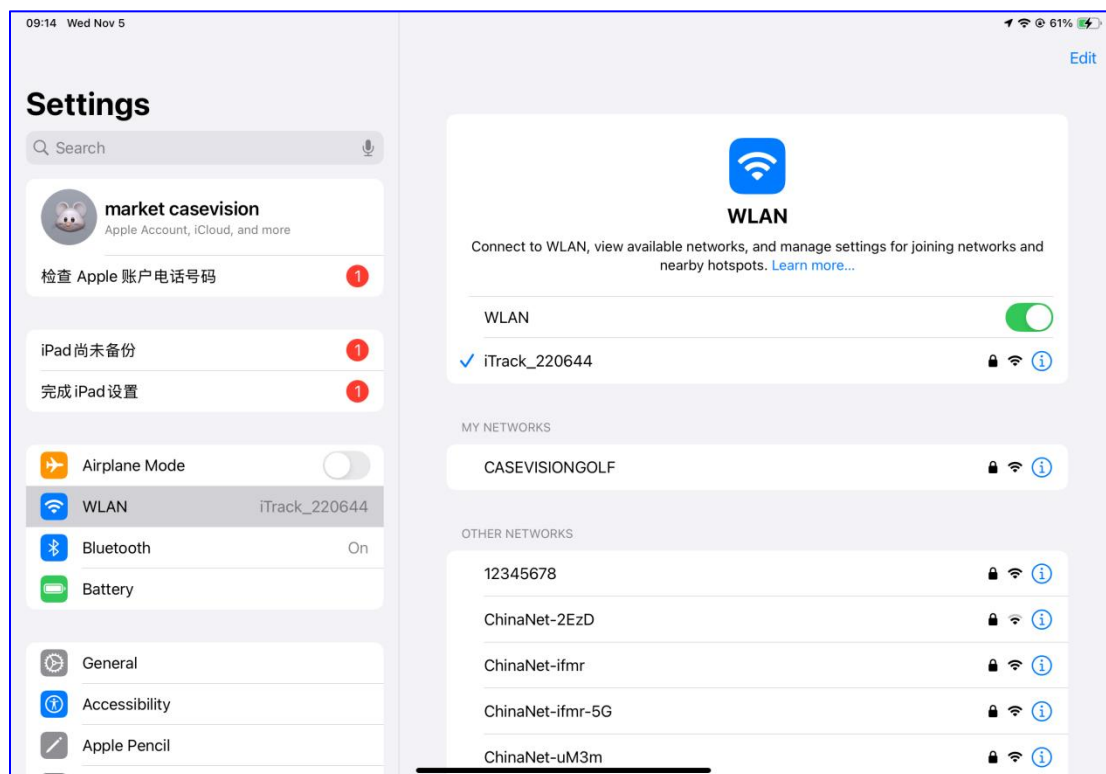 09:14 Wed Nov 5
61%
Edit
Settings
Search
market casevision
Apple Account, iCloud, and more
检查 Apple 账户电话号码
1
iPad尚未备份
1
完成 iPad 设置
1
Airplane Mode
WLAN iTrack_220644
Bluetooth On
Battery
General
Accessibility
Apple Pencil
WLAN
Connect to WLAN, view available networks, and manage settings for joining networks and
nearby hotspots. Learn more...
WLAN
iTrack_220644
MY NETWORKS
CASEVISIONGOLF
OTHER NETWORKS
12345678
ChinaNet-2EzD
ChinaNet-ifmr
ChinaNet-ifmr-5G
ChinaNet-uM3m